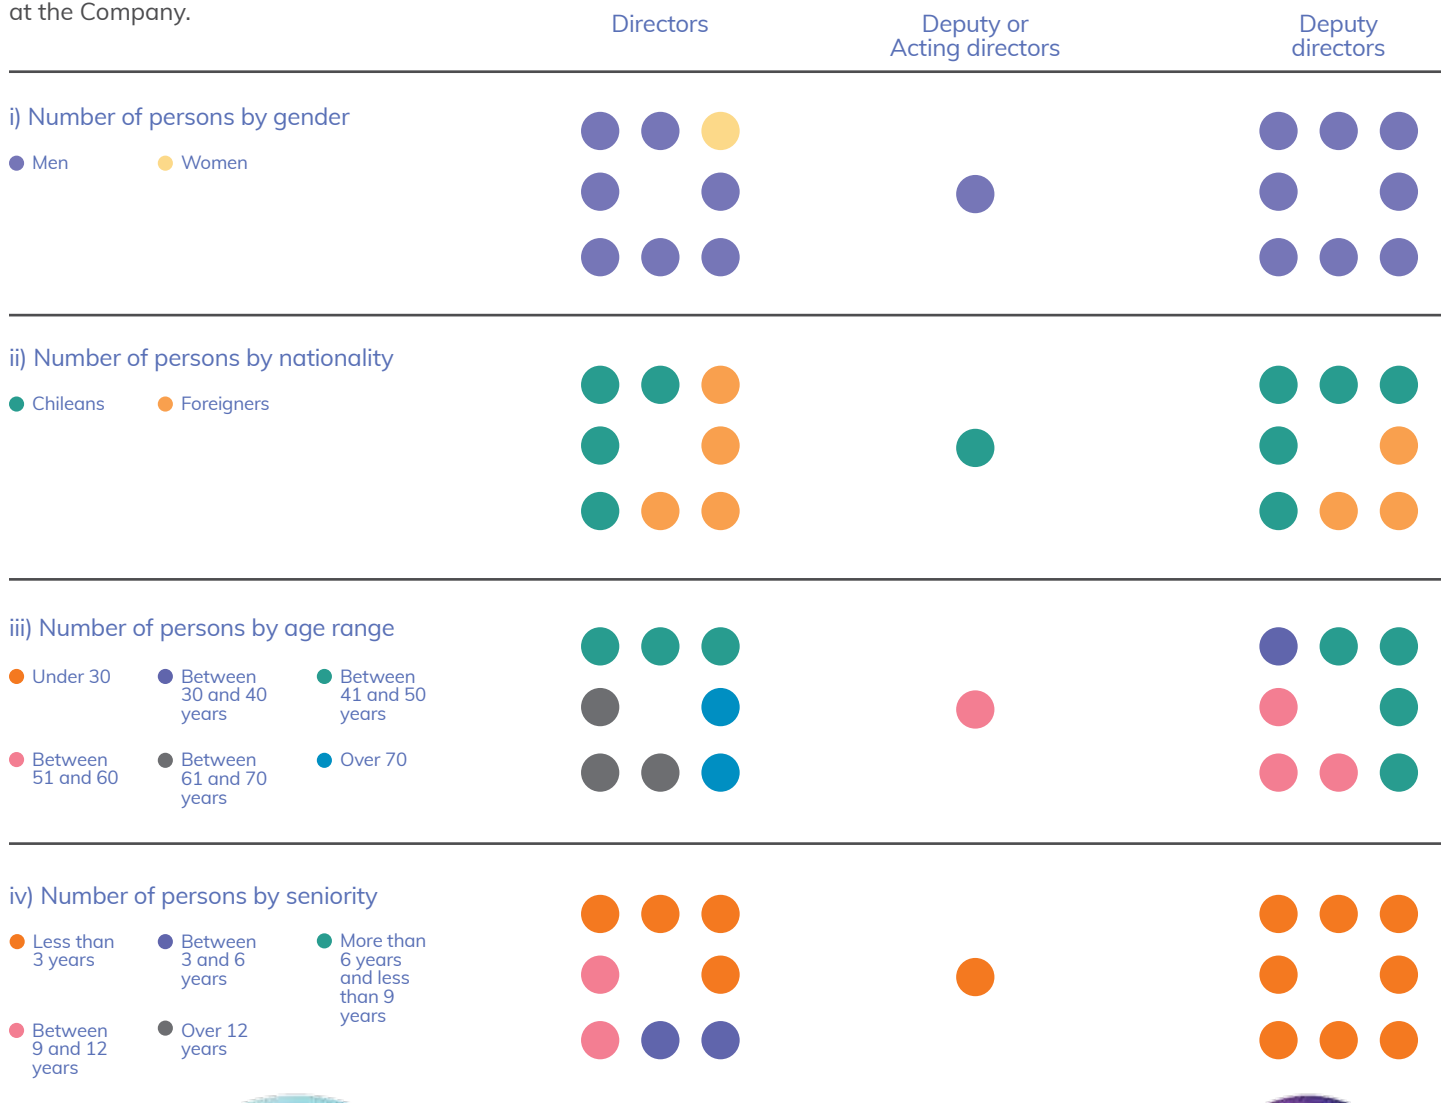 at the Company.
Directors
Deputy or
Acting directors
Deputy
directors
i) Number of persons by gender
Men
Women
ii) Number of persons by nationality
Chileans
Foreigners
iii) Number of persons by age range
Under 30
Between
30 and 40
years
Between
41 and 50
years
Between
51 and 60
Between
61 and 70
years
Over 70
iv) Number of persons by seniority
Less than
3 years
Between
3 and 6
years
More than
6 years
and less
than 9
years
Between
9 and 12
years
Over 12
years